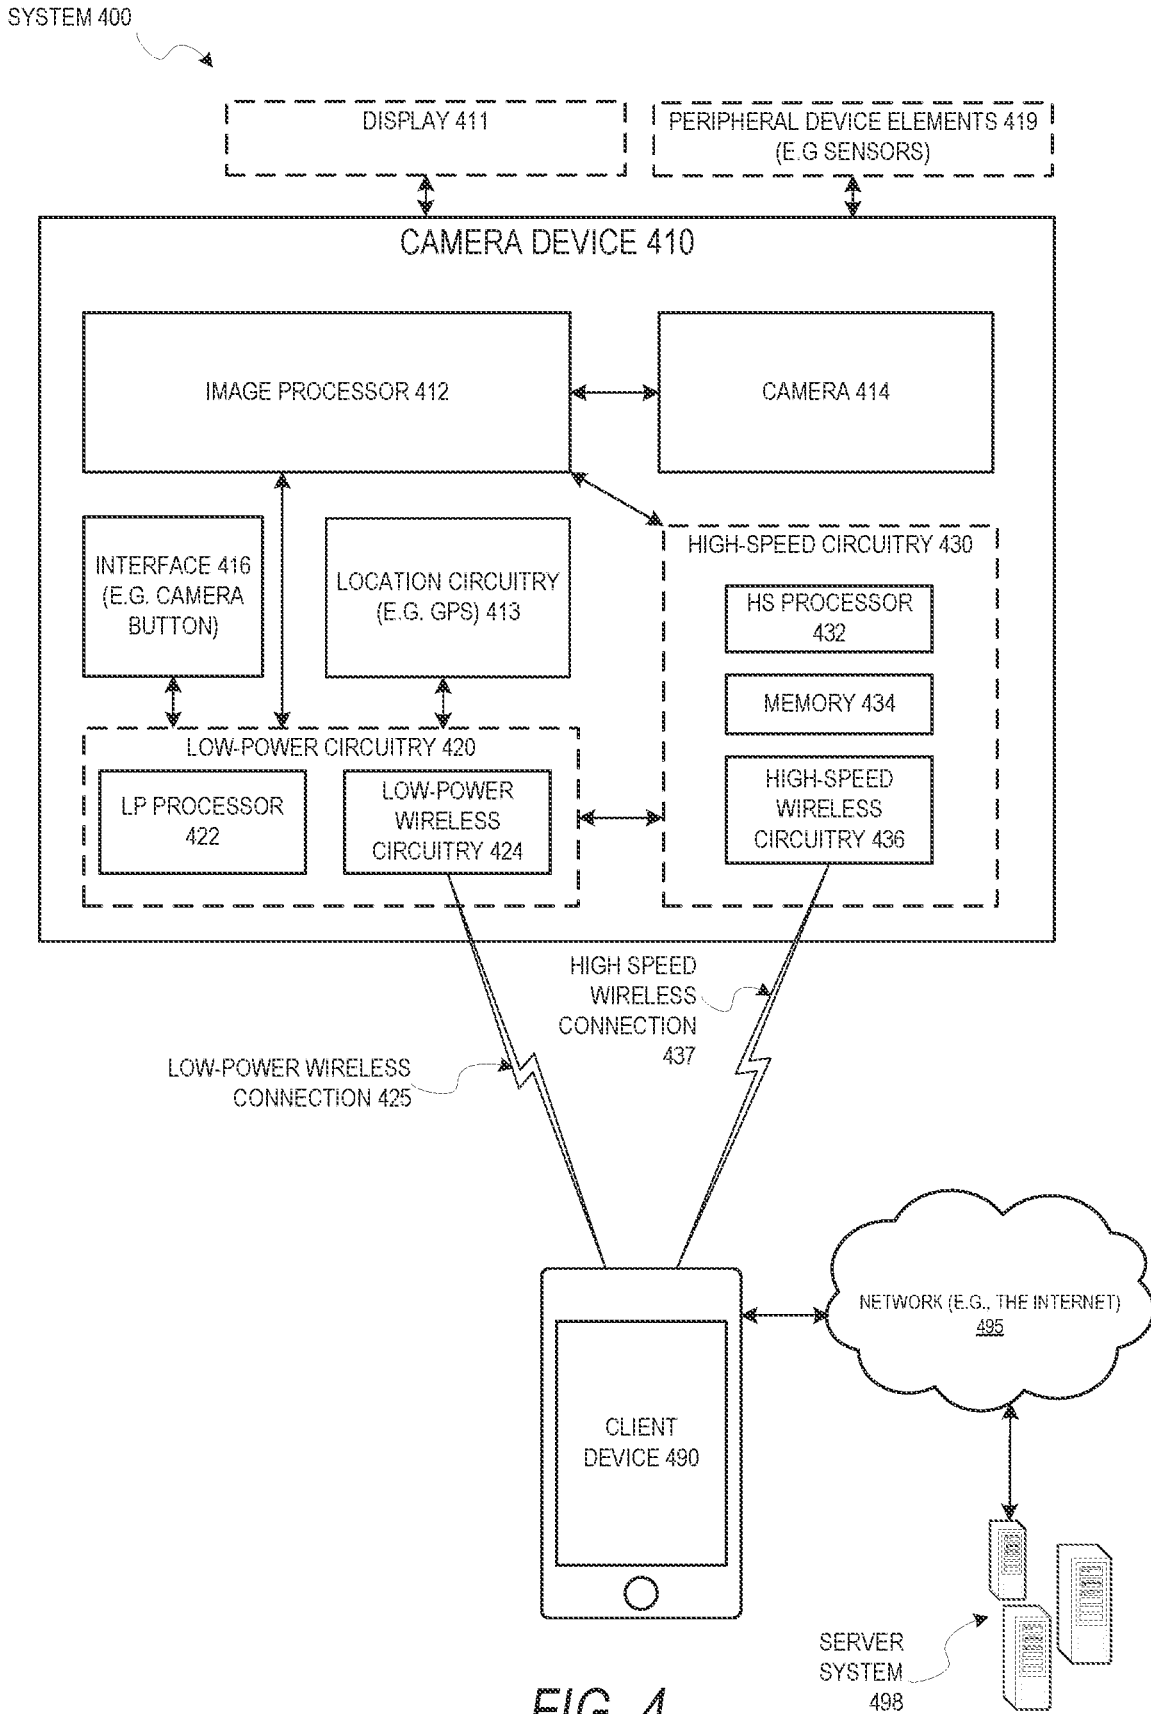 SYSTEM 400
DISPLAY 411
PERIPHERAL DEVICE ELEMENTS 419
(E.G SENSORS)
CAMERA DEVICE 410
IMAGE PROCESSOR 412
CAMERA 414
INTERFACE 416
(E.G. CAMERA
BUTTON)
LOCATION CIRCUITRY
(E.G. GPS) 413
HIGH-SPEED CIRCUITRY 430
HS PROCESSOR
432
MEMORY 434
HIGH-SPEED
WIRELESS
CIRCUITRY 436
LOW-POWER CIRCUITRY 420
LP PROCESSOR
422
LOW-POWER
WIRELESS
CIRCUITRY 424
HIGH SPEED
WIRELESS
CONNECTION
437
LOW-POWER WIRELESS
CONNECTION 425
NETWORK (E.G., THE INTERNET)
495
CLIENT
DEVICE 490
SERVER
SYSTEM
498
FIG. 4